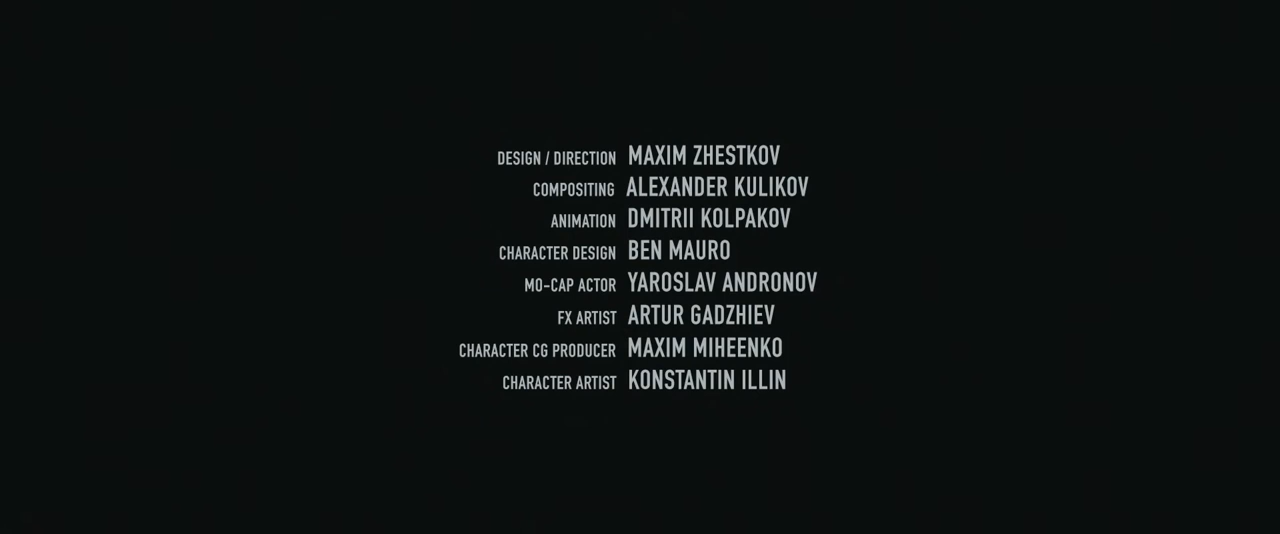 DESIGN / DIRECTION MAXIM ZHESTKOV
COMPOSITING ALEXANDER KULIKOV
ANIMATION DMITRII KOLPAKOV
CHARACTER DESIGN BEN MAURO
MO-CAP ACTOR YAROSLAV ANDRONOV
FX ARTIST ARTUR GADZHIEV
CHARACTER CG PRODUCER MAXIM MIHEENKO
CHARACTER ARTIST KONSTANTIN ILLIN